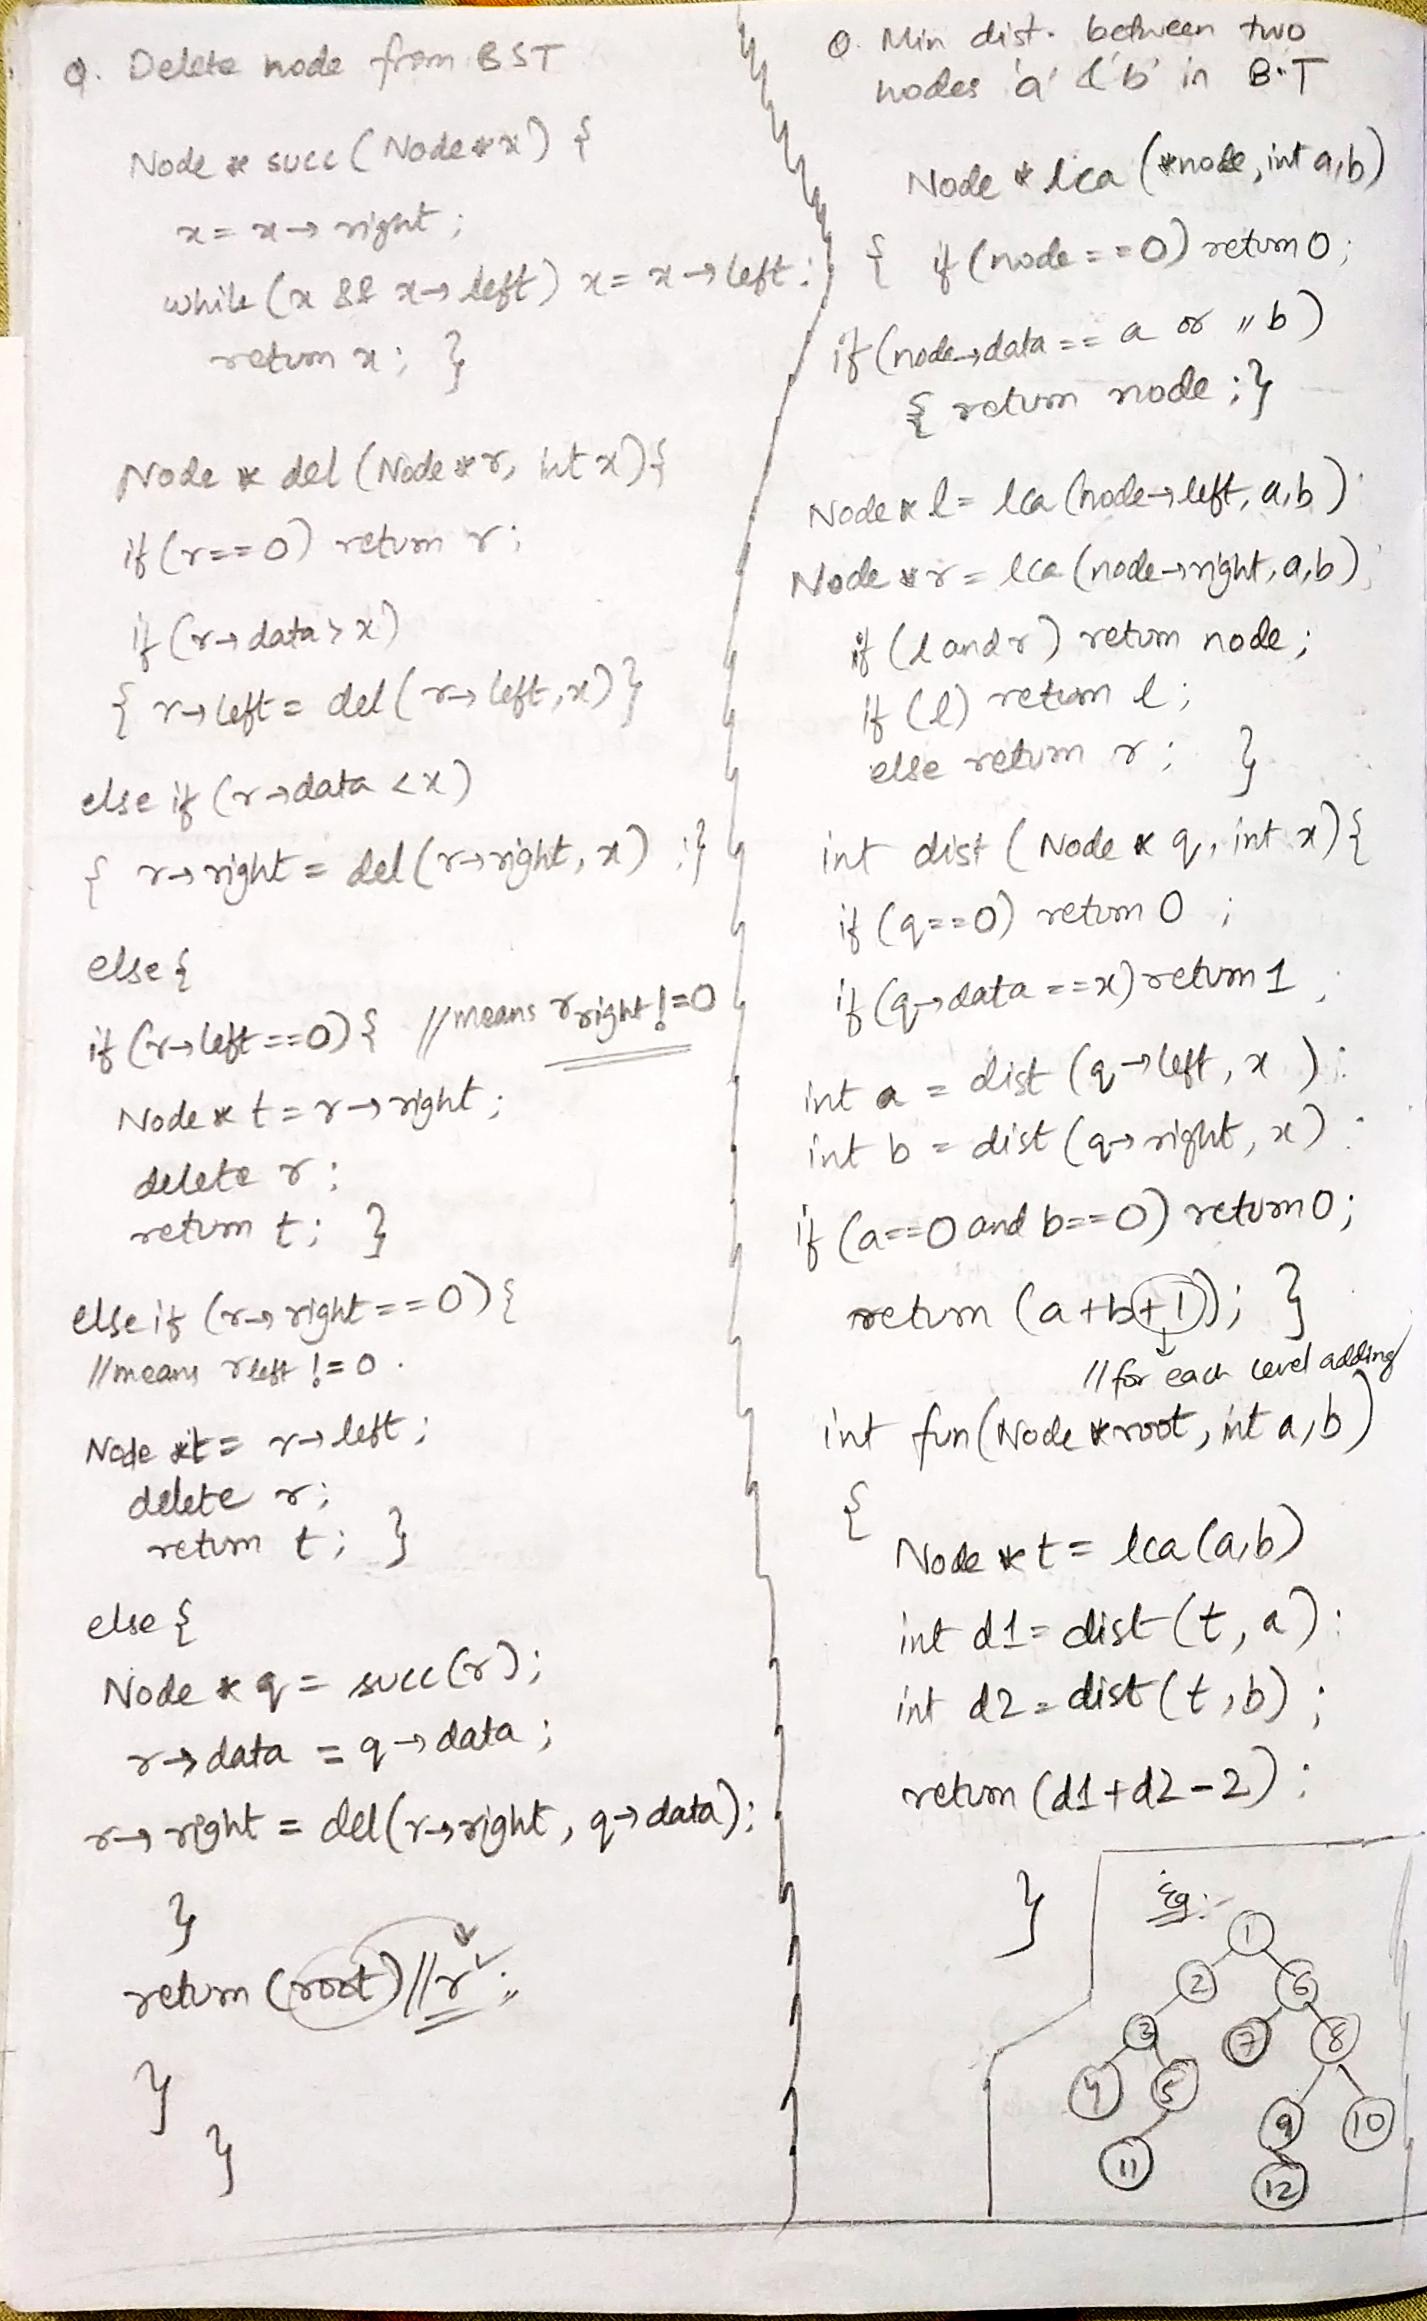 Q. Delete node from BST
Node * succ (Node *x) {
x = x → right ;
while (x && x → left) x = x → left ;
return x ; }
Node * del (Node *r, int x) {
if (r==0) return r ;
if (r→data > x)
{ r→left = del (r→left, x) }
else if (r→data < x)
{ r→right = del (r→right, x) ; }
else {
if (r→left ==0) { //means r right != 0
Node * t = r → right ;
delete r ;
return t ; }
else if (r→right ==0) {
//means r left != 0 .
Node *t = r → left ;
delete r ;
return t ; }
else {
Node * q = succ (r) ;
r→data = q → data ;
r→right = del (r→right, q→data) ;
}
return (root) // r ;
}
}
Q. Min dist. between two
nodes 'a' & 'b' in B.T
Node * lca (*node, int a,b)
{ if (node ==0) return 0 ;
if (node→data == a or " b)
{ return node ; }
Node * l = lca (node→left, a,b) ;
Node * r = lca (node→right, a,b) ;
if (l and r) return node ;
if (l) return l ;
else return r ; }
int dist (Node * q, int x) {
if (q==0) return 0 ;
if (q→data ==x) return 1 ;
int a = dist (q→left, x ) ;
int b = dist (q→right, x) ;
if (a==0 and b==0) return 0 ;
return (a+b+1) ; }
// for each level adding
int fun (Node *root, int a,b)
{
Node * t = lca (a,b)
int d1 = dist (t, a) ;
int d2 = dist (t, b) ;
return (d1 + d2 - 2) ;
}
Eg :-
1
2 6
3 7 8
4 5 9 10
11 12